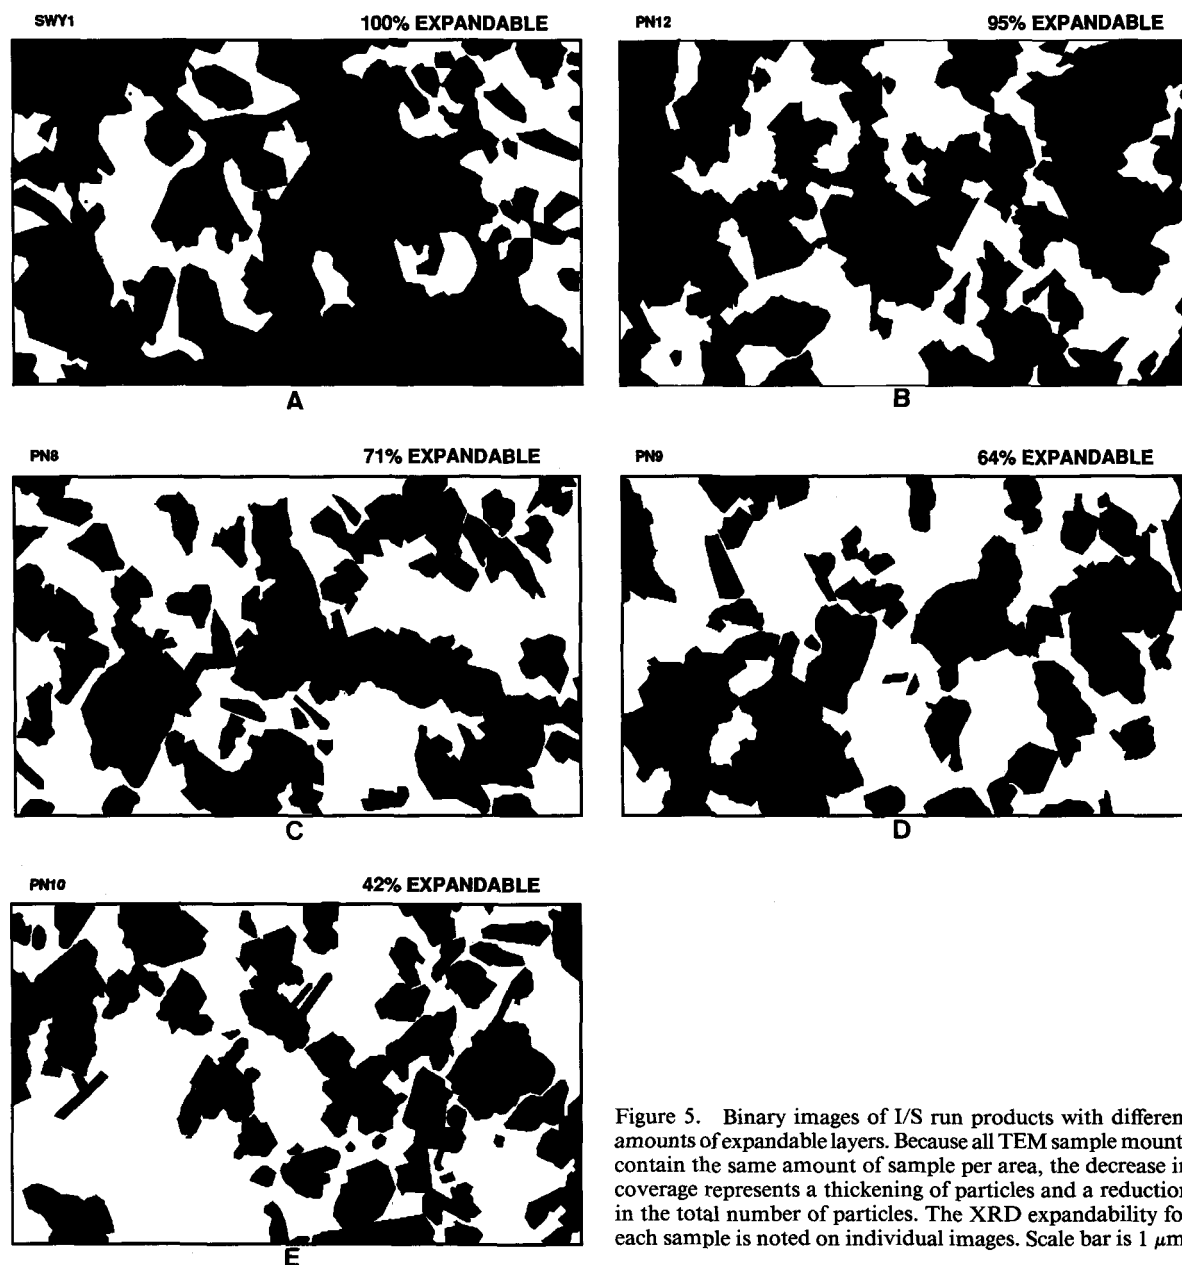 SWY1 100% EXPANDABLE
PN12 95% EXPANDABLE
A
B
PN8 71% EXPANDABLE
PN9 64% EXPANDABLE
C
D
PN10 42% EXPANDABLE
E
Figure 5. Binary images of I/S run products with differen
amounts of expandable layers. Because all TEM sample mount
contain the same amount of sample per area, the decrease in
coverage represents a thickening of particles and a reduction
in the total number of particles. The XRD expandability fo
each sample is noted on individual images. Scale bar is 1 μm